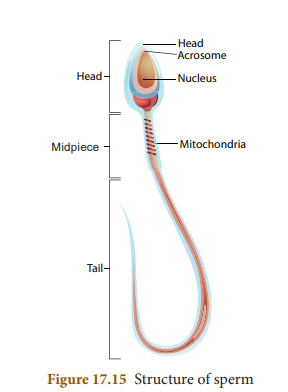 Head
Acrosome
Head
Nucleus
Midpiece
Mitochondria
Tail
Figure 17.15 Structure of sperm